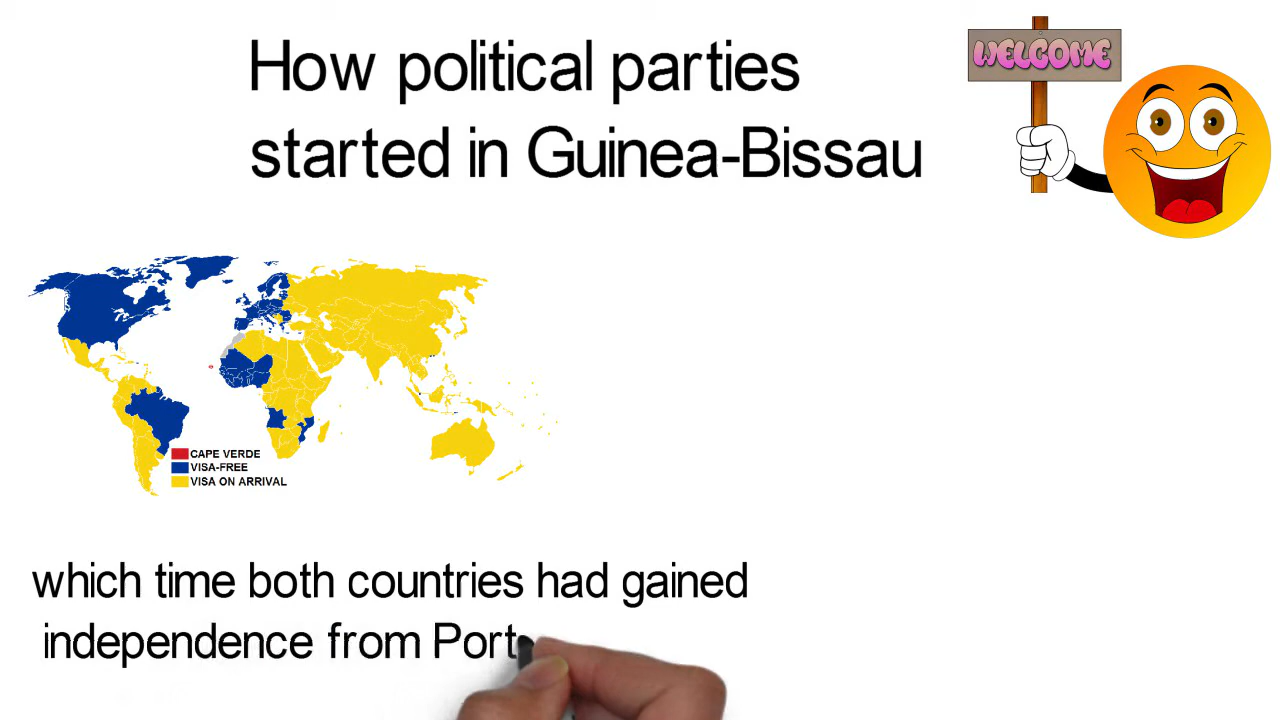 How political parties
started in Guinea-Bissau
WELCOME
CAPE VERDE
VISA-FREE
VISA ON ARRIVAL
which time both countries had gained
independence from Port